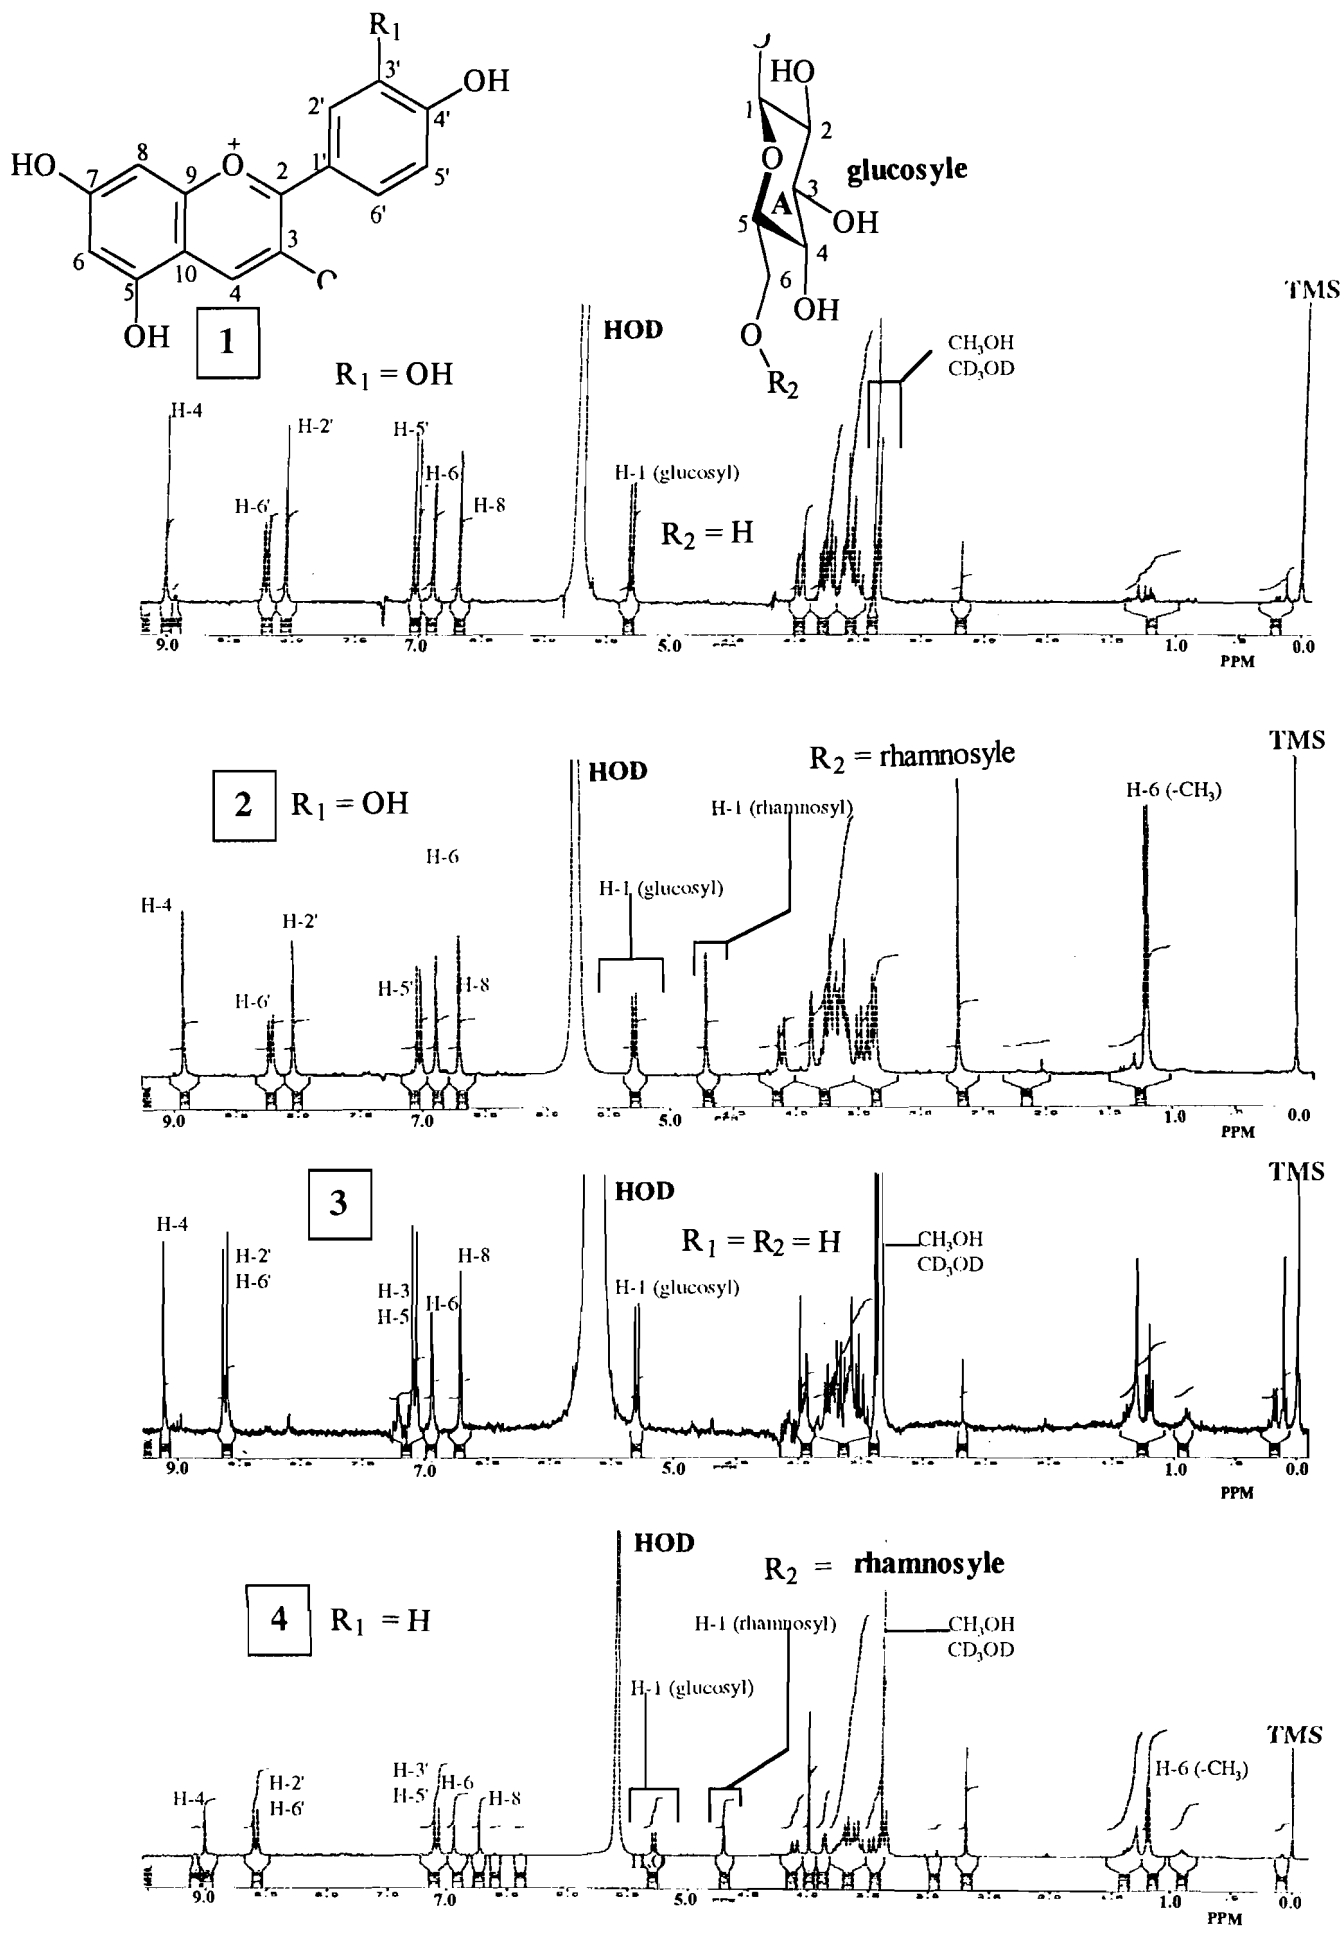 R1
3'
OH
2'
4'
1'
5'
6'
HO
7
8
9
O
+
2
3
6
10
4
5
OH
O
HO
1
2
O
glucosyle
3
A
5
OH
4
6
OH
O
R2
1
R1 = OH
HOD
CH3OH
CD3OD
TMS
H-4
H-2'
H-6'
H-5'
H-6
H-8
H-1 (glucosyl)
R2 = H
9.0
7.0
5.0
1.0
0.0
PPM
2
R1 = OH
HOD
R2 = rhamnosyle
TMS
H-6 (-CH3)
H-1 (rhamnosyl)
H-6
H-1 (glucosyl)
H-4
H-2'
H-6'
H-5'
H-8
9.0
7.0
5.0
1.0
0.0
PPM
3
HOD
TMS
R1 = R2 = H
CH3OH
CD3OD
H-4
H-2'
H-6'
H-3
H-5
H-6
H-8
H-1 (glucosyl)
9.0
7.0
5.0
1.0
0.0
PPM
HOD
R2 = rhamnosyle
4
R1 = H
H-1 (rhamnosyl)
CH3OH
CD3OD
H-1 (glucosyl)
TMS
H-4
H-2'
H-6'
H-3'
H-5'
H-6
H-8
H-6 (-CH3)
9.0
7.0
5.0
1.0
0.0
PPM